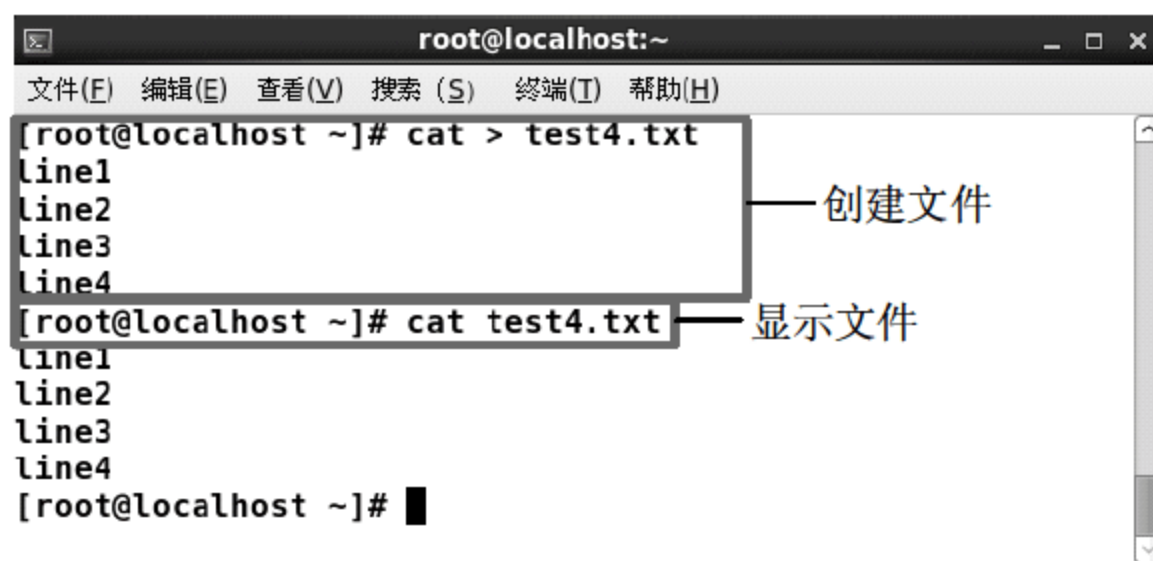 root@localhost:~
文件(F) 编辑(E) 查看(V) 搜索 (S) 终端(T) 帮助(H)
[root@localhost ~]# cat > test4.txt
line1
line2
line3
line4
创建文件
[root@localhost ~]# cat test4.txt
显示文件
line1
line2
line3
line4
[root@localhost ~]#